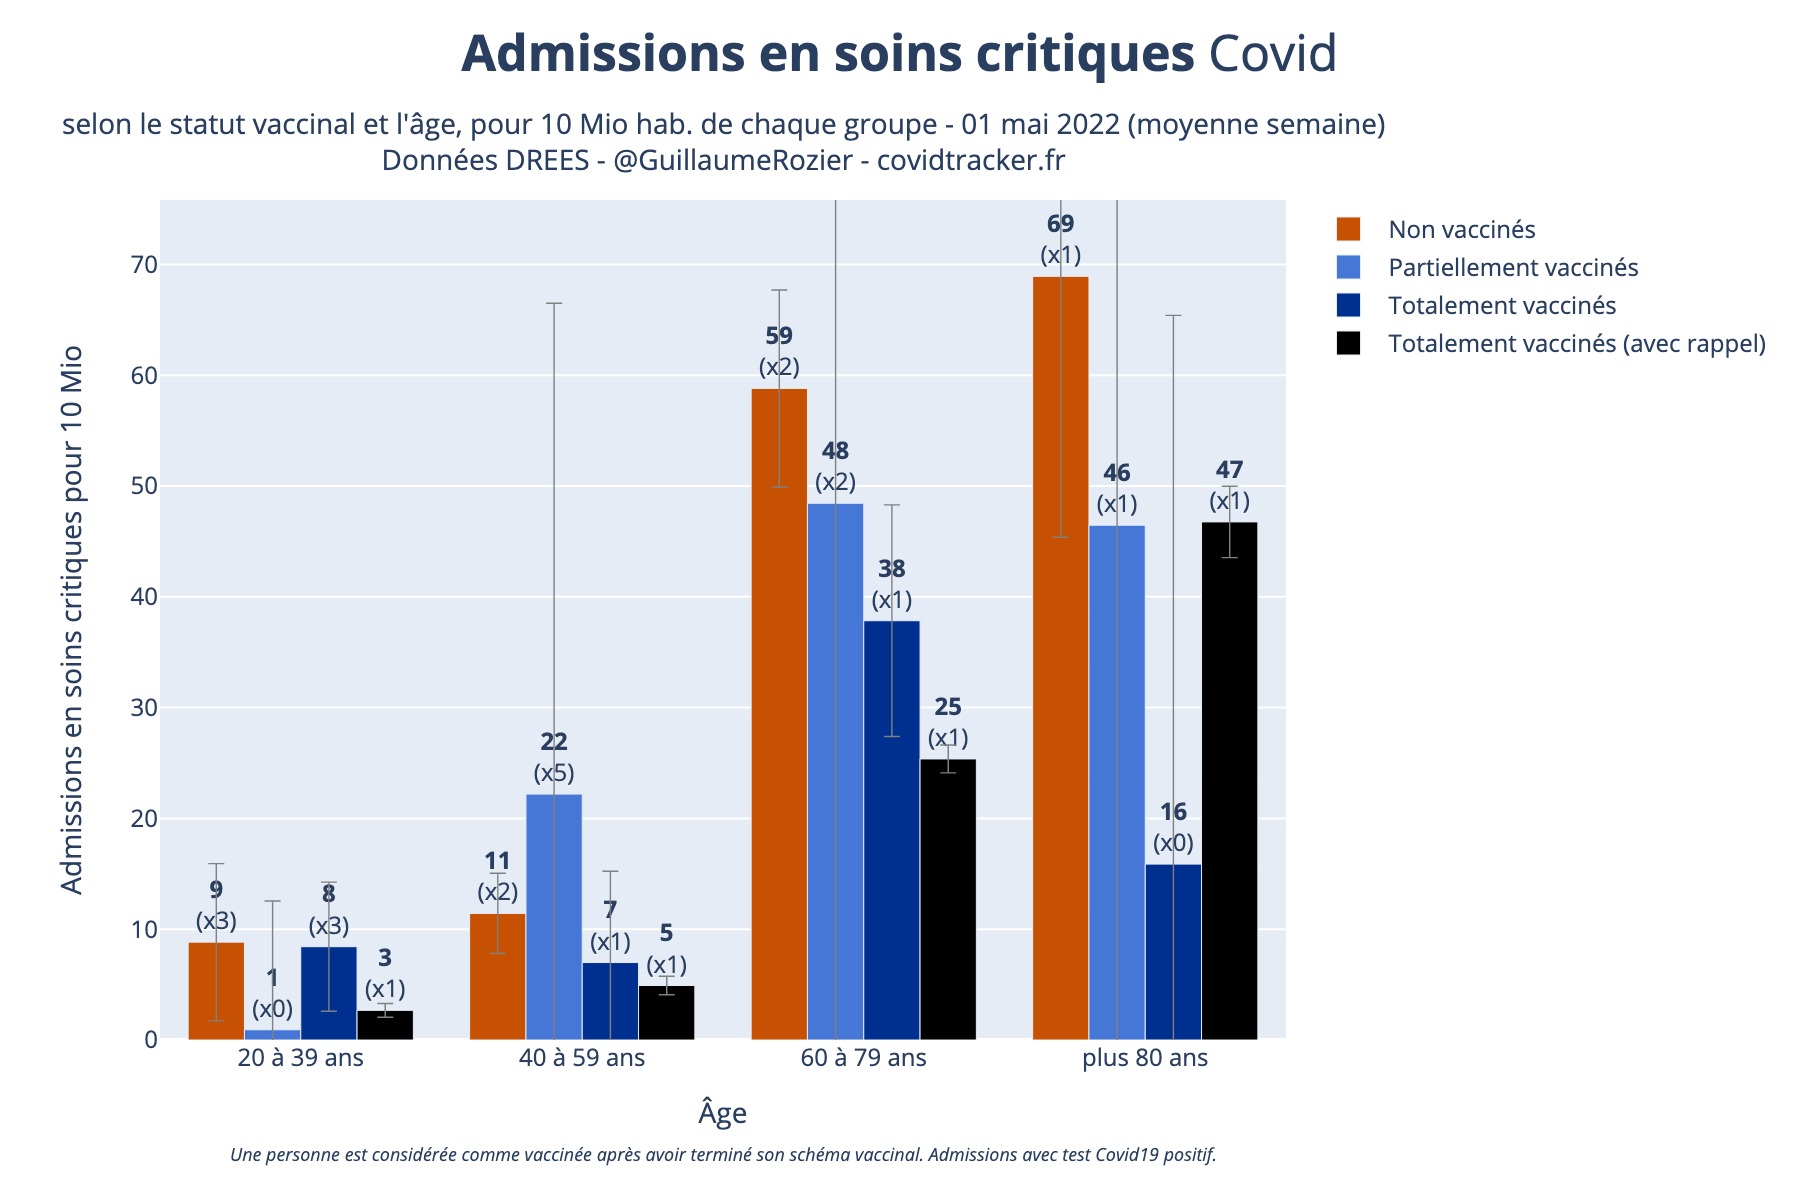 Admissions en soins critiques Covid
selon le statut vaccinal et l'âge, pour 10 Mio hab. de chaque groupe - 01 mai 2022 (moyenne semaine)
Données DREES - @GuillaumeRozier - covidtracker.fr
Non vaccinés
Partiellement vaccinés
Totalement vaccinés
Totalement vaccinés (avec rappel)
Admissions en soins critiques pour 10 Mio
70
60
50
40
30
20
10
0
9
(x3)
1
(x0)
8
(x3)
3
(x1)
11
(x2)
22
(x5)
7
(x1)
5
(x1)
59
(x2)
48
(x2)
38
(x1)
25
(x1)
69
(x1)
46
(x1)
16
(x0)
47
(x1)
20 à 39 ans
40 à 59 ans
60 à 79 ans
plus 80 ans
Âge
Une personne est considérée comme vaccinée après avoir terminé son schéma vaccinal. Admissions avec test Covid19 positif.